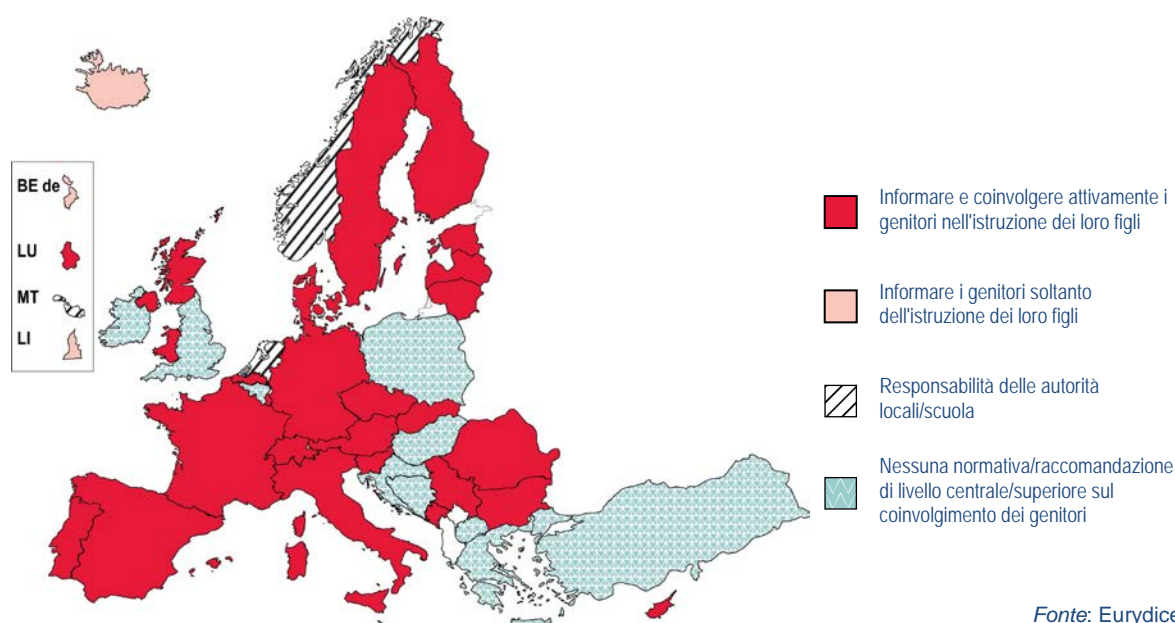 BE de
LU
MT
LI
Informare e coinvolgere attivamente i
genitori nell'istruzione dei loro figli
Informare i genitori soltanto
dell'istruzione dei loro figli
Responsabilità delle autorità
locali/scuola
Nessuna normativa/raccomandazione
di livello centrale/superiore sul
coinvolgimento dei genitori
Fonte: Eurydice